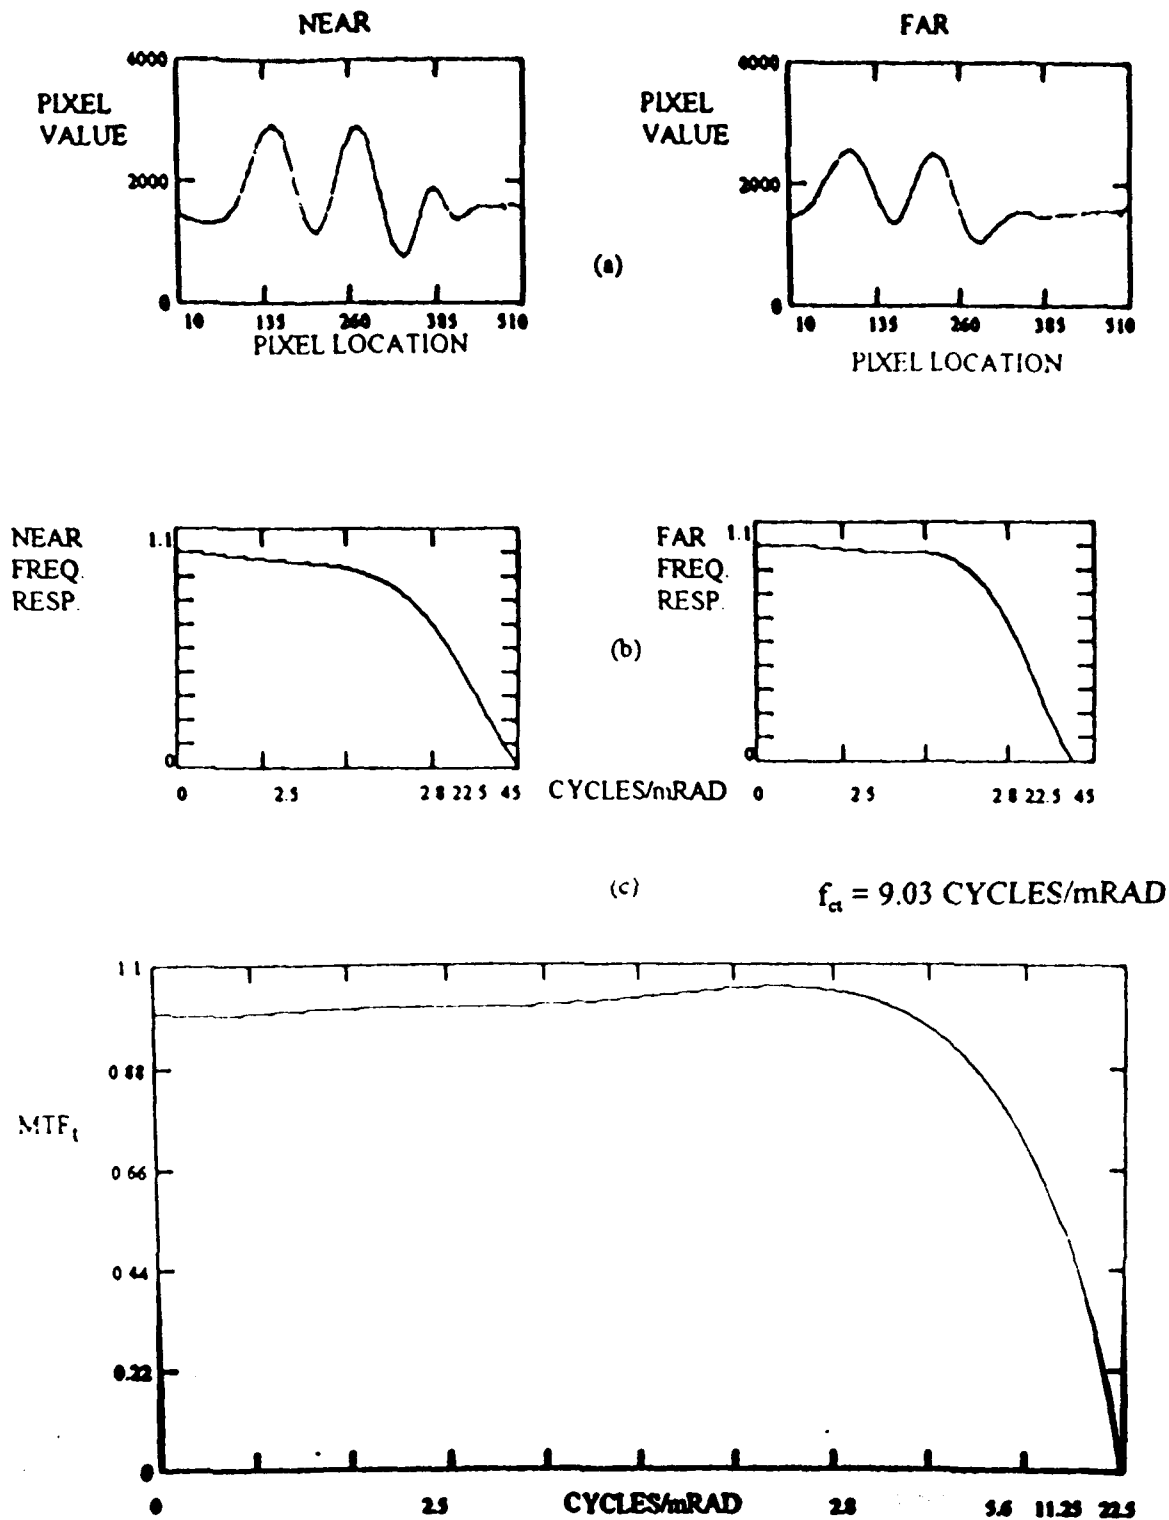 NEAR
FAR
4000
PIXEL
VALUE
2000
0
10 135 260 385 510
PIXEL LOCATION
4000
PIXEL
VALUE
2000
0
10 135 260 385 510
PIXEL LOCATION
(a)
NEAR
FREQ.
RESP.
1.1
0
0 2.5 2 8 22 5 45
CYCLES/mRAD
FAR
FREQ.
RESP.
1.1
0
0 2 5 2 8 22.5 45
(b)
(c)
f_ct = 9.03 CYCLES/mRAD
1 1
0 88
MTF_t
0 66
0 44
0.22
0
0 2.5 CYCLES/mRAD 2.8 5.6 11.25 22.5